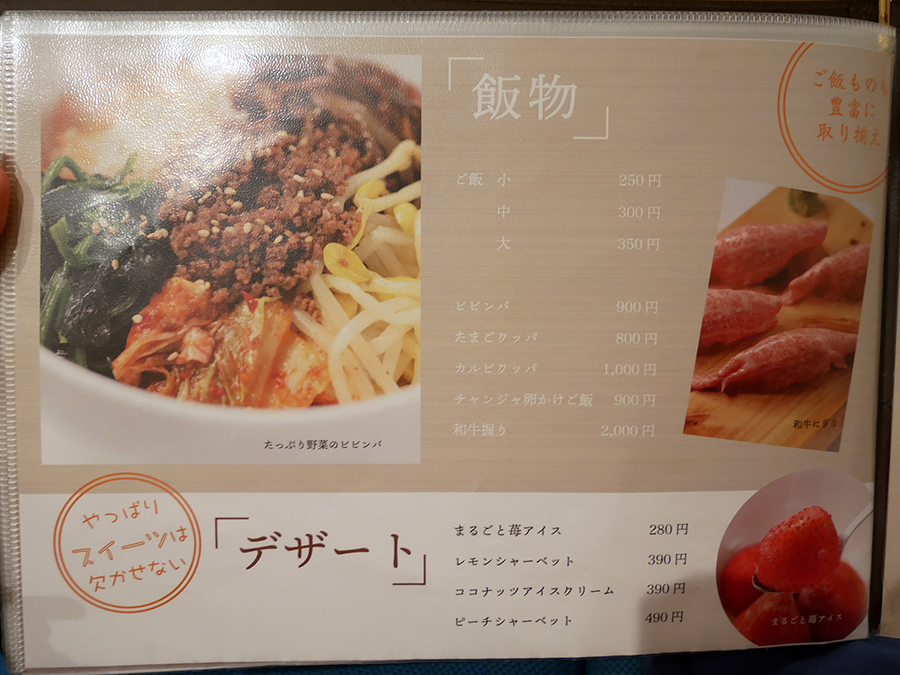 「飯物」
ご飯ものも
豊富に
取り揃え
ご飯 小 250円
中 300円
大 350円
ビビンバ 900円
たまごクッパ 800円
カルビクッパ 1,000円
チャンジャ卵かけご飯 900円
和牛握り 2,000円
たっぷり野菜のビビンバ
和牛にぎり
やっぱり
スイーツは
欠かせない
「デザート」
まるごと苺アイス 280円
レモンシャーベット 390円
ココナッツアイスクリーム 390円
ピーチシャーベット 490円
まるごと苺アイス